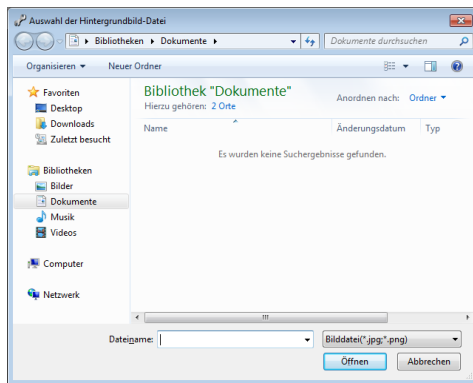 Auswahl der Hintergrundbild-Datei
Bibliotheken Dokumente
Dokumente durchsuchen
Organisieren Neuer Ordner
Favoriten
Desktop
Downloads
Zuletzt besucht
Bibliotheken
Bilder
Dokumente
Musik
Videos
Computer
Netzwerk
Bibliothek "Dokumente"
Hierzu gehören: 2 Orte
Anordnen nach: Ordner
Name Änderungsdatum Typ
Es wurden keine Suchergebnisse gefunden.
Dateiname:
Bilddatei(*.jpg;*.png)
Öffnen Abbrechen